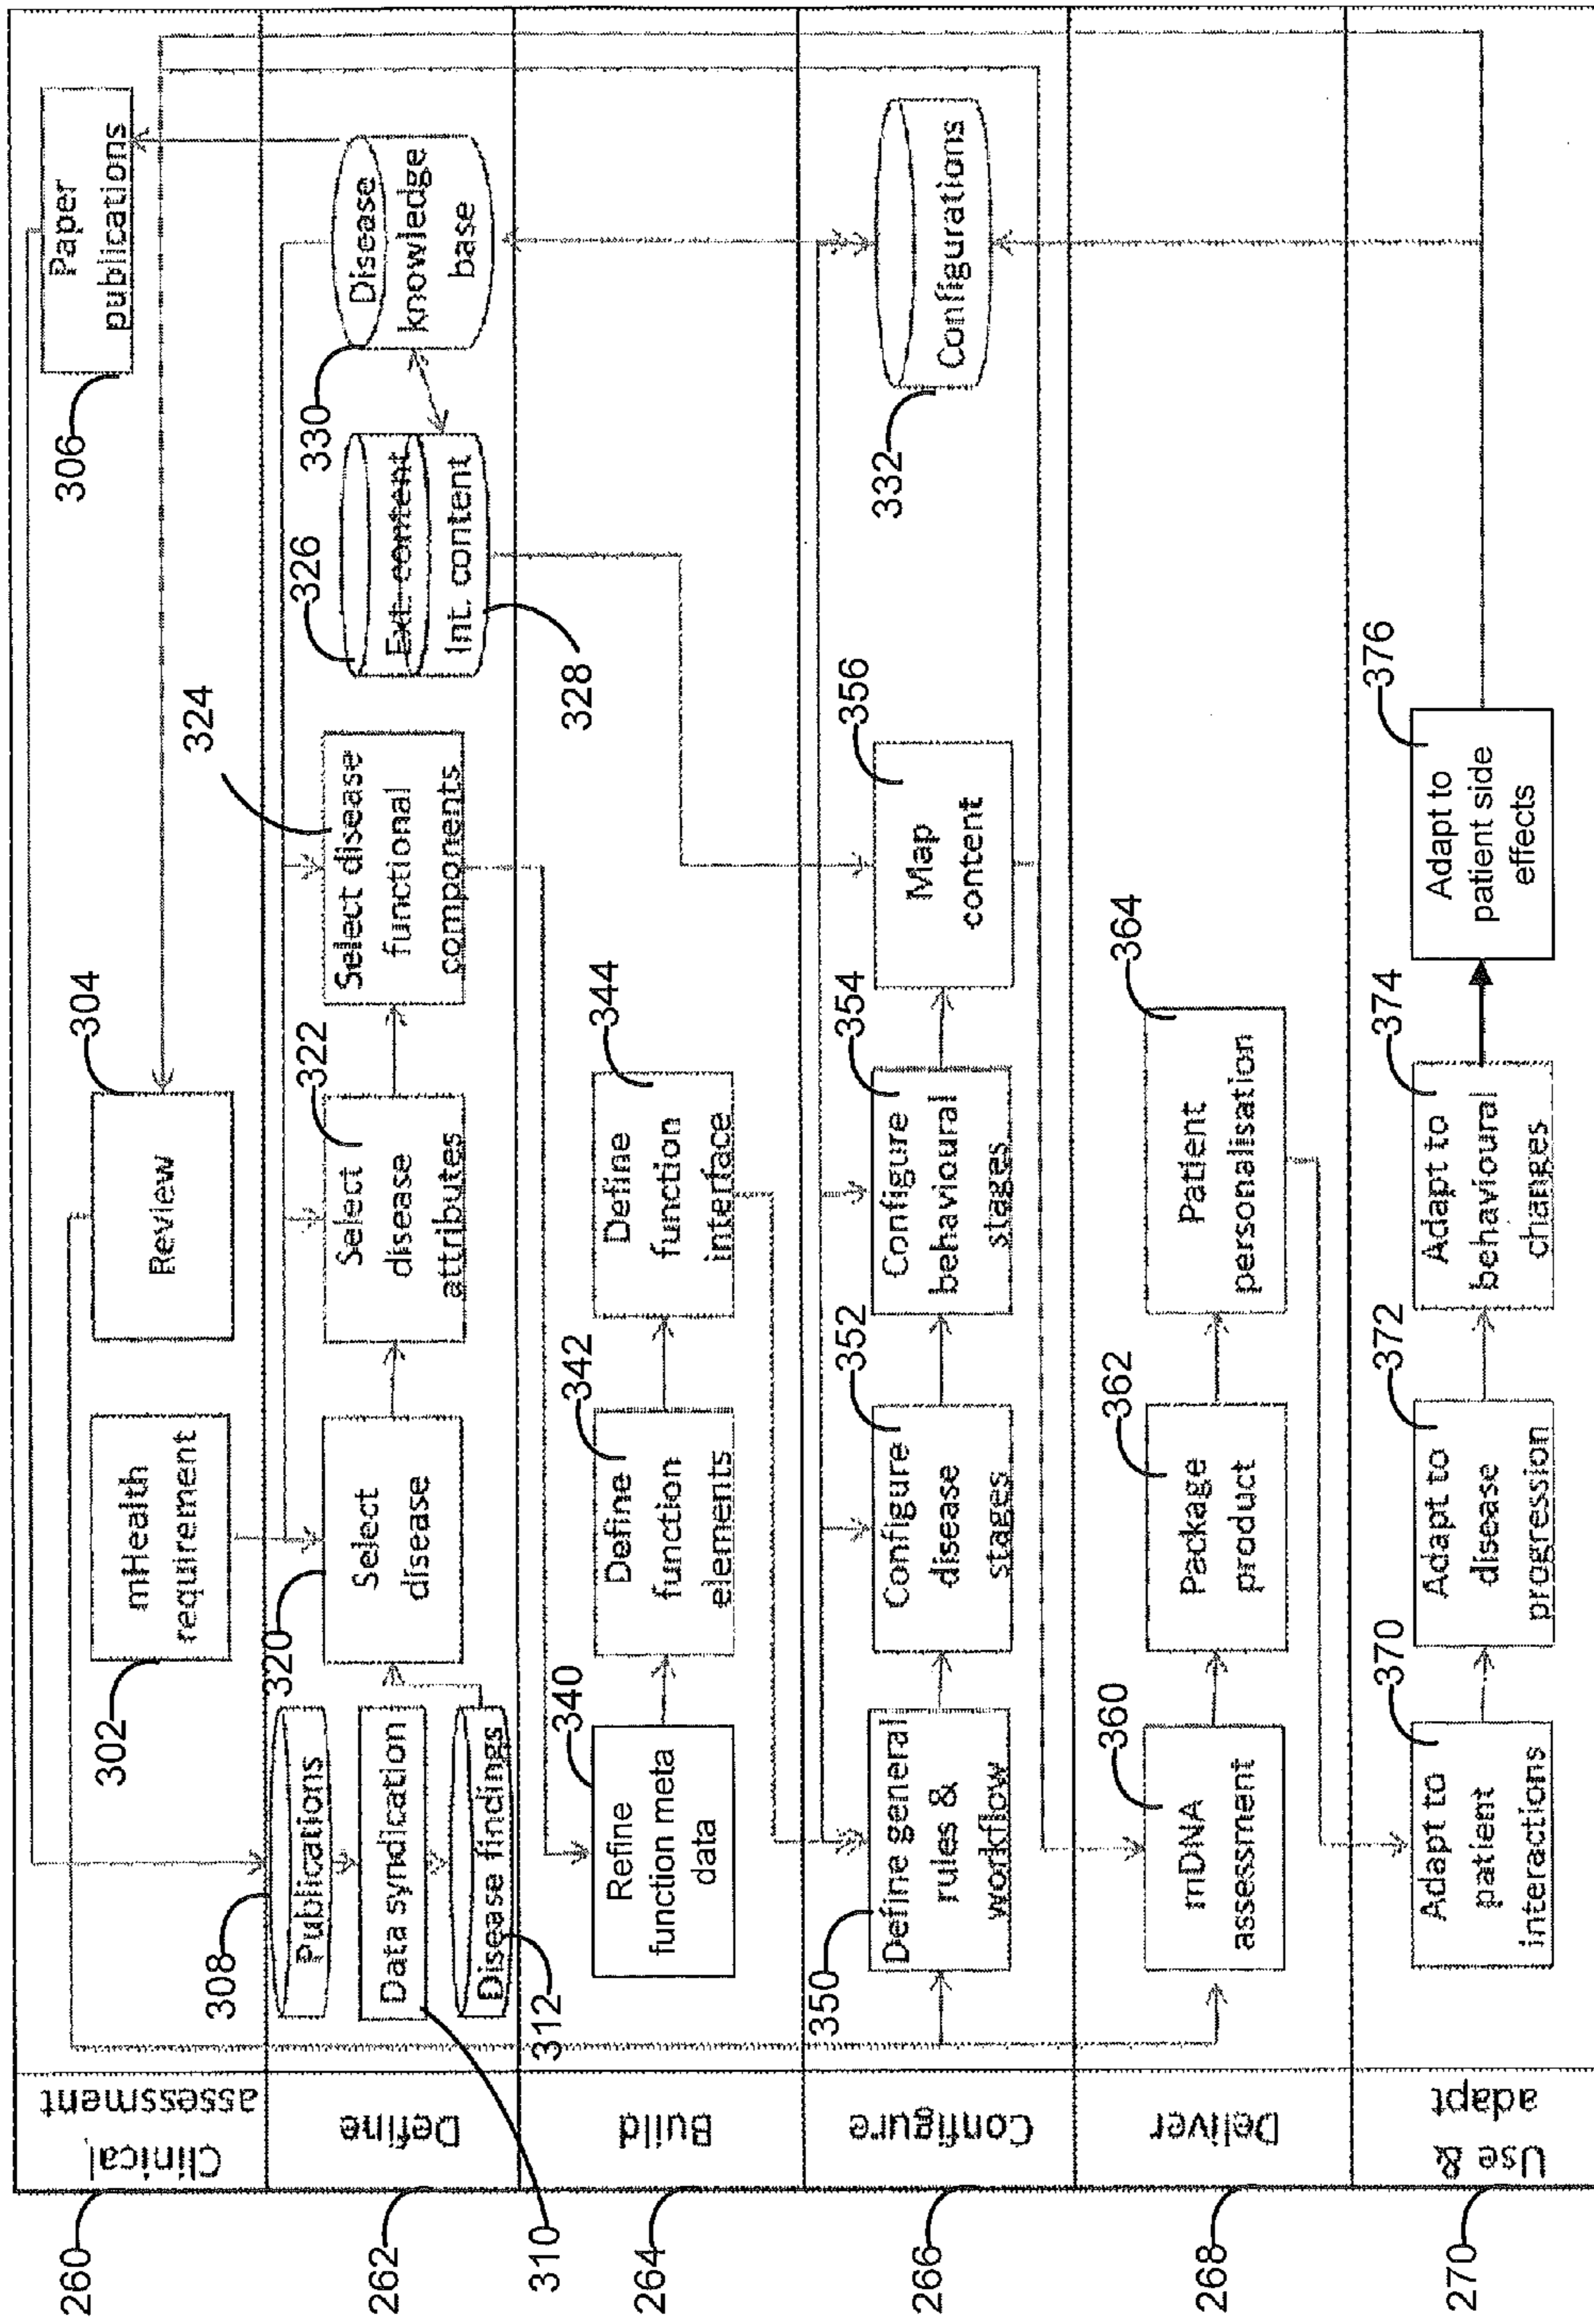 260
Clinical
assessment
302
mHealth
requirement
304
Review
306
Paper
publications
262
Define
308
Publications
310
Data syndication
312
Disease findings
320
Select
disease
322
Select
disease
attributes
324
Select disease
functional
components
326
Ext. content
328
Int. content
330
Disease
knowledge
base
264
Build
340
Refine
function meta
data
342
Define
function
elements
344
Define
function
interface
266
Configure
350
Define general
rules &
workflow
352
Configure
disease
stages
354
Configure
behavioural
stages
356
Map
content
332
Configurations
268
Deliver
360
mDNA
assessment
362
Package
product
364
Patient
personalisation
270
Use &
adapt
370
Adapt to
patient
interactions
372
Adapt to
disease
progression
374
Adapt to
behavioural
changes
376
Adapt to
patient side
effects